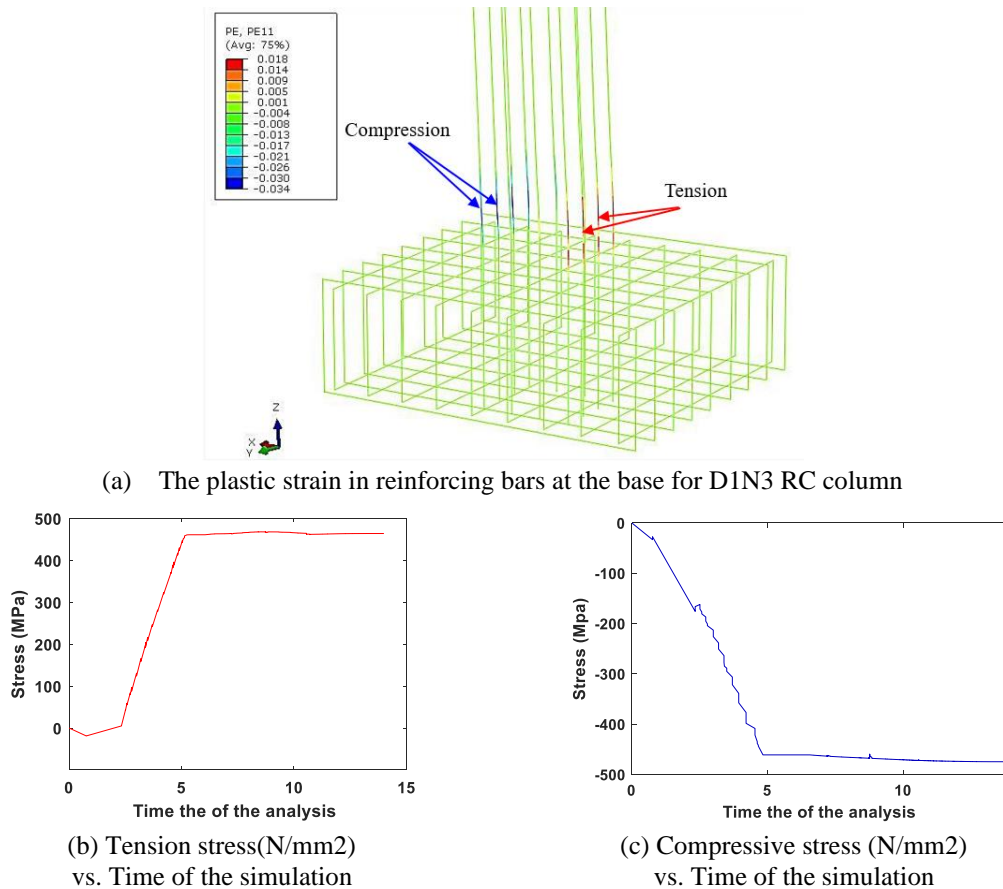 PE, PE11
(Avg: 75%)
0.018
0.014
0.009
0.005
0.001
-0.004
-0.008
-0.013
-0.017
-0.021
-0.026
-0.030
-0.034
Compression
Tension
Z
X
Y
(a) The plastic strain in reinforcing bars at the base for D1N3 RC column
500
400
300
200
100
0
Stress (MPa)
0 5 10 15
Time the of the analysis
(b) Tension stress(N/mm2)
vs. Time of the simulation
0
-100
-200
-300
-400
-500
Stress (Mpa)
0 5 10
Time the of the analysis
(c) Compressive stress (N/mm2)
vs. Time of the simulation